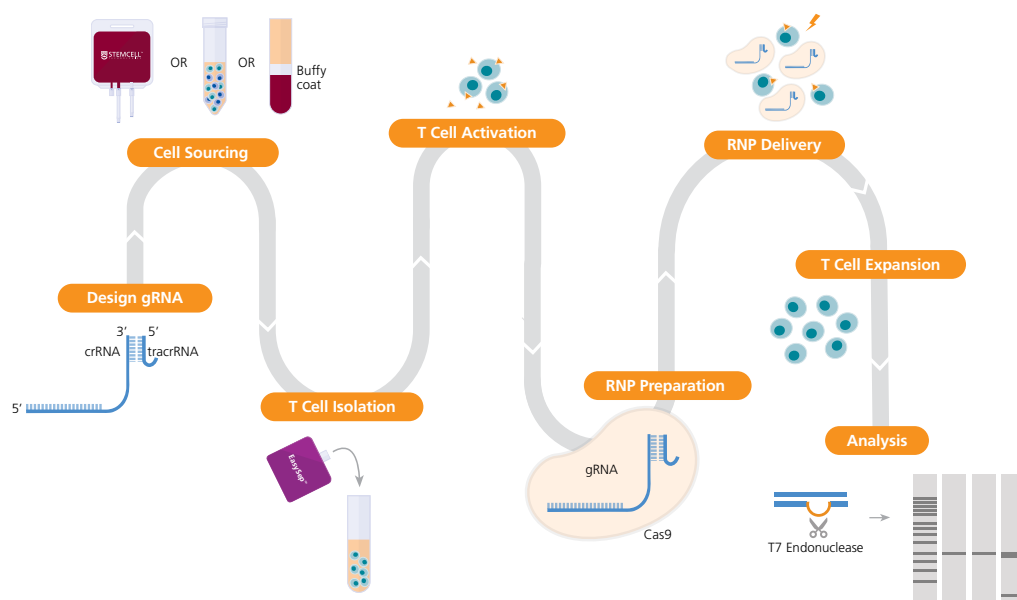 STEMCELL
OR
OR
Buffy
coat
Cell Sourcing
T Cell Activation
RNP Delivery
Design gRNA
3’ 5’
crRNA tracrRNA
5’
T Cell Isolation
EasySep™
RNP Preparation
gRNA
Cas9
T Cell Expansion
Analysis
T7 Endonuclease